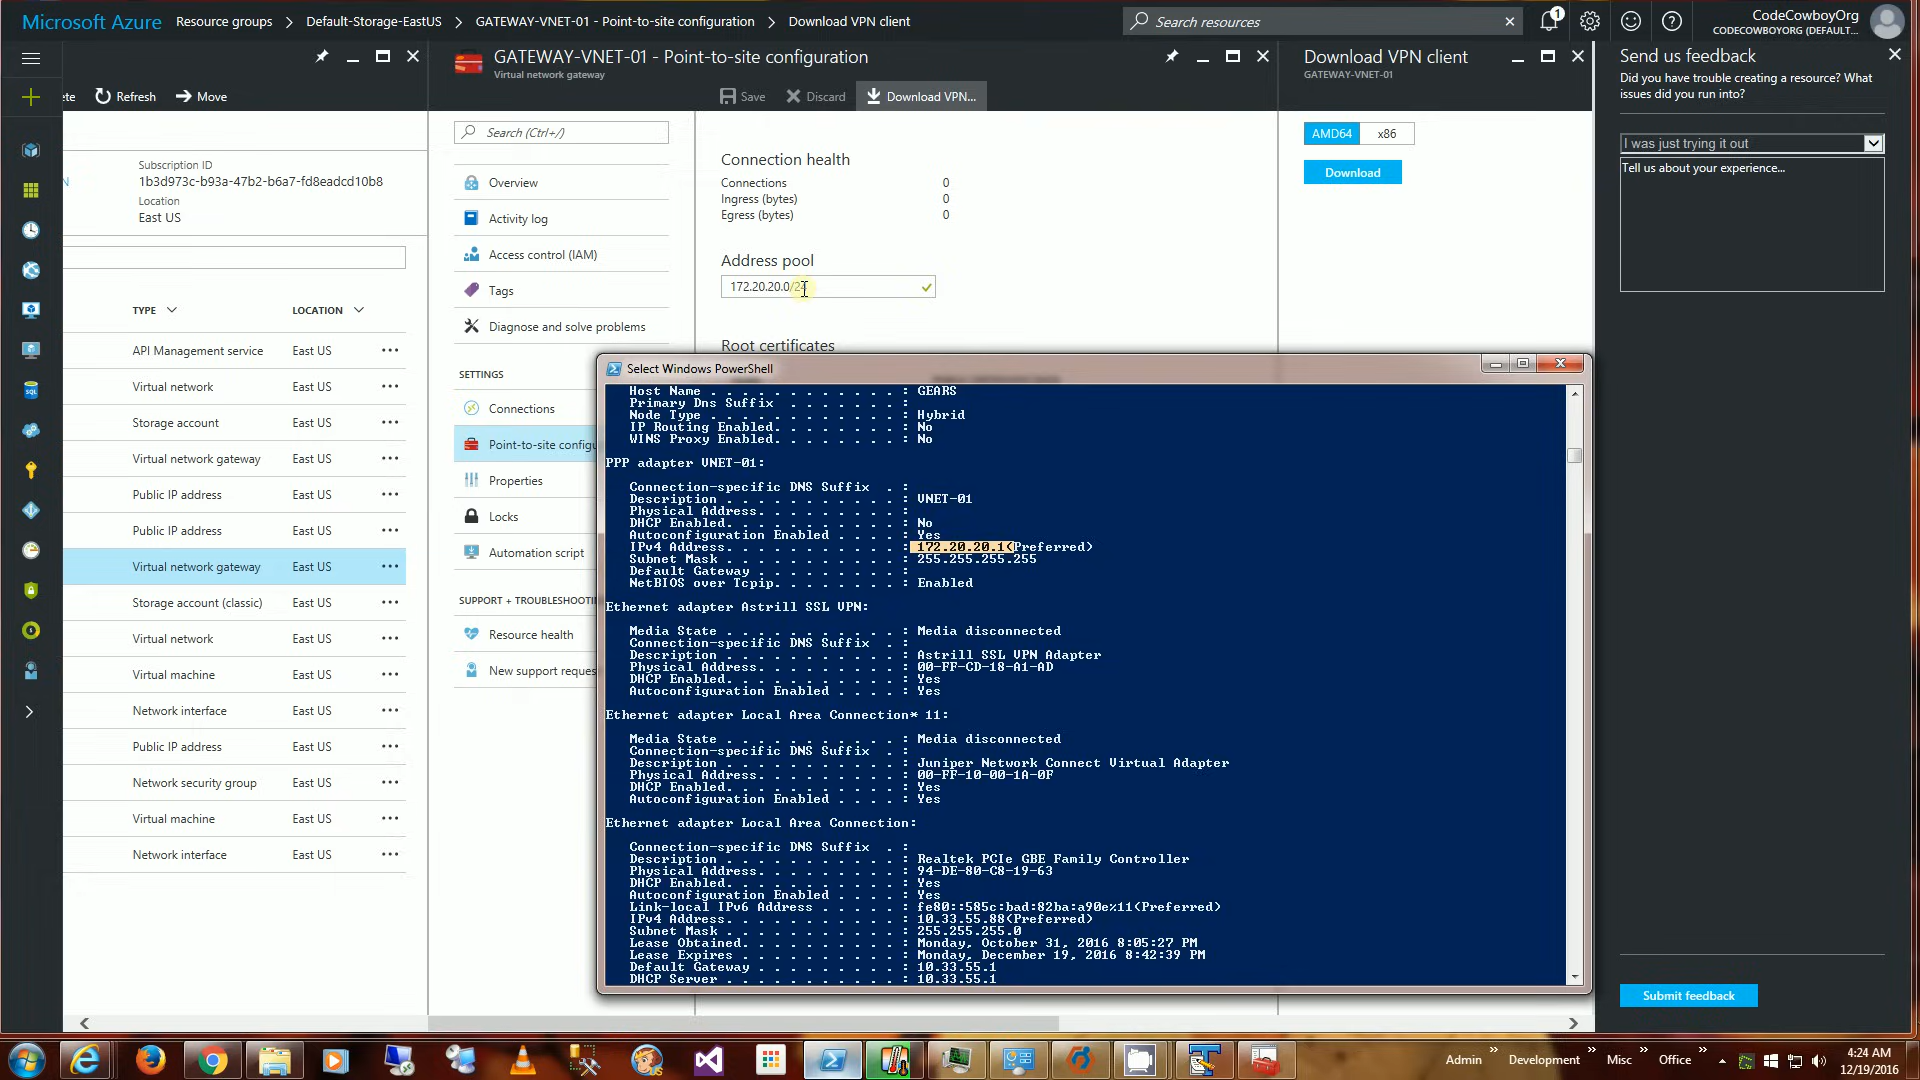 Microsoft Azure Resource groups > Default-Storage-EastUS > GATEWAY-VNET-01 - Point-to-site configuration > Download VPN client
Search resources
1
CodeCowboyOrg
CODECOWBOYORG (DEFAULT...
Refresh
Move
Subscription ID
1b3d973c-b93a-47b2-b6a7-fd8eadcd10b8
Location
East US
TYPE LOCATION
API Management service East US ...
Virtual network East US ...
Storage account East US ...
Virtual network gateway East US ...
Public IP address East US ...
Public IP address East US ...
Virtual network gateway East US ...
Storage account (classic) East US ...
Virtual network East US ...
Virtual machine East US ...
Network interface East US ...
Public IP address East US ...
Network security group East US ...
Virtual machine East US ...
Network interface East US ...
GATEWAY-VNET-01 - Point-to-site configuration
Virtual network gateway
Save Discard Download VPN...
Search (Ctrl+/)
Overview
Activity log
Access control (IAM)
Tags
Diagnose and solve problems
SETTINGS
Connections
Point-to-site configu
Properties
Locks
Automation script
SUPPORT + TROUBLESHOOTI
Resource health
New support reques
Connection health
Connections 0
Ingress (bytes) 0
Egress (bytes) 0
Address pool
172.20.20.0/24
Root certificates
Download VPN client
GATEWAY-VNET-01
AMD64 x86
Download
Send us feedback
Did you have trouble creating a resource? What
issues did you run into?
I was just trying it out
Tell us about your experience...
Submit feedback
Select Windows PowerShell
Host Name . . . . . . . . . . . . : GEARS
Primary Dns Suffix . . . . . . . :
Node Type . . . . . . . . . . . . : Hybrid
IP Routing Enabled. . . . . . . . : No
WINS Proxy Enabled. . . . . . . . : No
PPP adapter VNET-01:
Connection-specific DNS Suffix . :
Description . . . . . . . . . . . : VNET-01
Physical Address. . . . . . . . . :
DHCP Enabled. . . . . . . . . . . : No
Autoconfiguration Enabled . . . . : Yes
IPv4 Address. . . . . . . . . . . : 172.20.20.1(Preferred)
Subnet Mask . . . . . . . . . . . : 255.255.255.255
Default Gateway . . . . . . . . . :
NetBIOS over Tcpip. . . . . . . . : Enabled
Ethernet adapter Astrill SSL VPN:
Media State . . . . . . . . . . . : Media disconnected
Connection-specific DNS Suffix . :
Description . . . . . . . . . . . : Astrill SSL VPN Adapter
Physical Address. . . . . . . . . : 00-FF-CD-18-A1-AD
DHCP Enabled. . . . . . . . . . . : Yes
Autoconfiguration Enabled . . . . : Yes
Ethernet adapter Local Area Connection* 11:
Media State . . . . . . . . . . . : Media disconnected
Connection-specific DNS Suffix . :
Description . . . . . . . . . . . : Juniper Network Connect Virtual Adapter
Physical Address. . . . . . . . . : 00-FF-10-00-1A-0F
DHCP Enabled. . . . . . . . . . . : Yes
Autoconfiguration Enabled . . . . : Yes
Ethernet adapter Local Area Connection:
Connection-specific DNS Suffix . :
Description . . . . . . . . . . . : Realtek PCIe GBE Family Controller
Physical Address. . . . . . . . . : 94-DE-80-C8-19-63
DHCP Enabled. . . . . . . . . . . : Yes
Autoconfiguration Enabled . . . . : Yes
Link-local IPv6 Address . . . . . : fe80::585c:bad:82ba:a90e%11(Preferred)
IPv4 Address. . . . . . . . . . . : 10.33.55.88(Preferred)
Subnet Mask . . . . . . . . . . . : 255.255.255.0
Lease Obtained. . . . . . . . . . : Monday, October 31, 2016 8:05:27 PM
Lease Expires . . . . . . . . . . : Monday, December 19, 2016 8:42:39 PM
Default Gateway . . . . . . . . . : 10.33.55.1
DHCP Server . . . . . . . . . . . : 10.33.55.1
Admin » Development » Misc » Office »
4:24 AM
12/19/2016